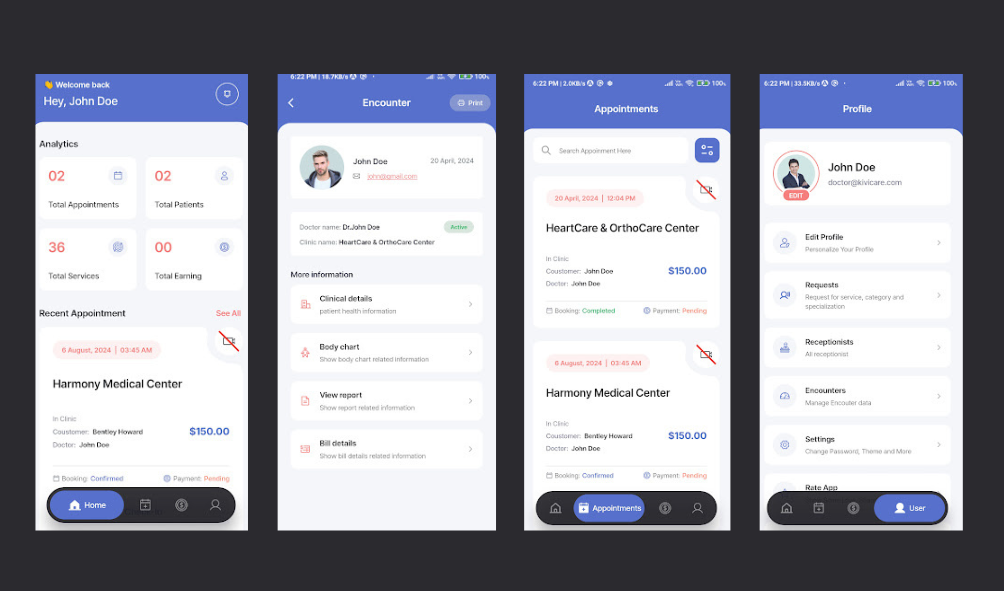 👋 Welcome back
Hey, John Doe
Analytics
02
Total Appointments
02
Total Patients
36
Total Services
00
Total Earning
Recent Appointment See All
6 August, 2024 | 03:45 AM
Harmony Medical Center
In Clinic
Coustomer: Bentley Howard
$150.00
Doctor: John Doe
Booking: Confirmed Payment: Pending
Home
6:22 PM | 18.7KB/s
100%
Encounter
Print
John Doe
20 April, 2024
john@gmail.com
Doctor name: Dr.John Doe
Active
Clinic name: HeartCare & OrthoCare Center
More information
Clinical details
patient health information
Body chart
Show body chart related information
View report
Show report related information
Bill details
Show bill details related information
6:22 PM | 2.0KB/s
100%
Appointments
Search Appoinment Here
20 April, 2024 | 12:04 PM
HeartCare & OrthoCare Center
In Clinic
Coustomer: John Doe
$150.00
Doctor: John Doe
Booking: Completed Payment: Pending
6 August, 2024 | 03:45 AM
Harmony Medical Center
In Clinic
Coustomer: Bentley Howard
$150.00
Doctor: John Doe
Booking: Confirmed Payment: Pending
Appointments
6:22 PM | 33.5KB/s
100%
Profile
John Doe
doctor@kivicare.com
EDIT
Edit Profile
Personalize Your Profile
Requests
Request for service, category and
specialization
Receptionists
All receptionist
Encounters
Manage Encouter data
Settings
Change Password, Theme and More
Rate App
User